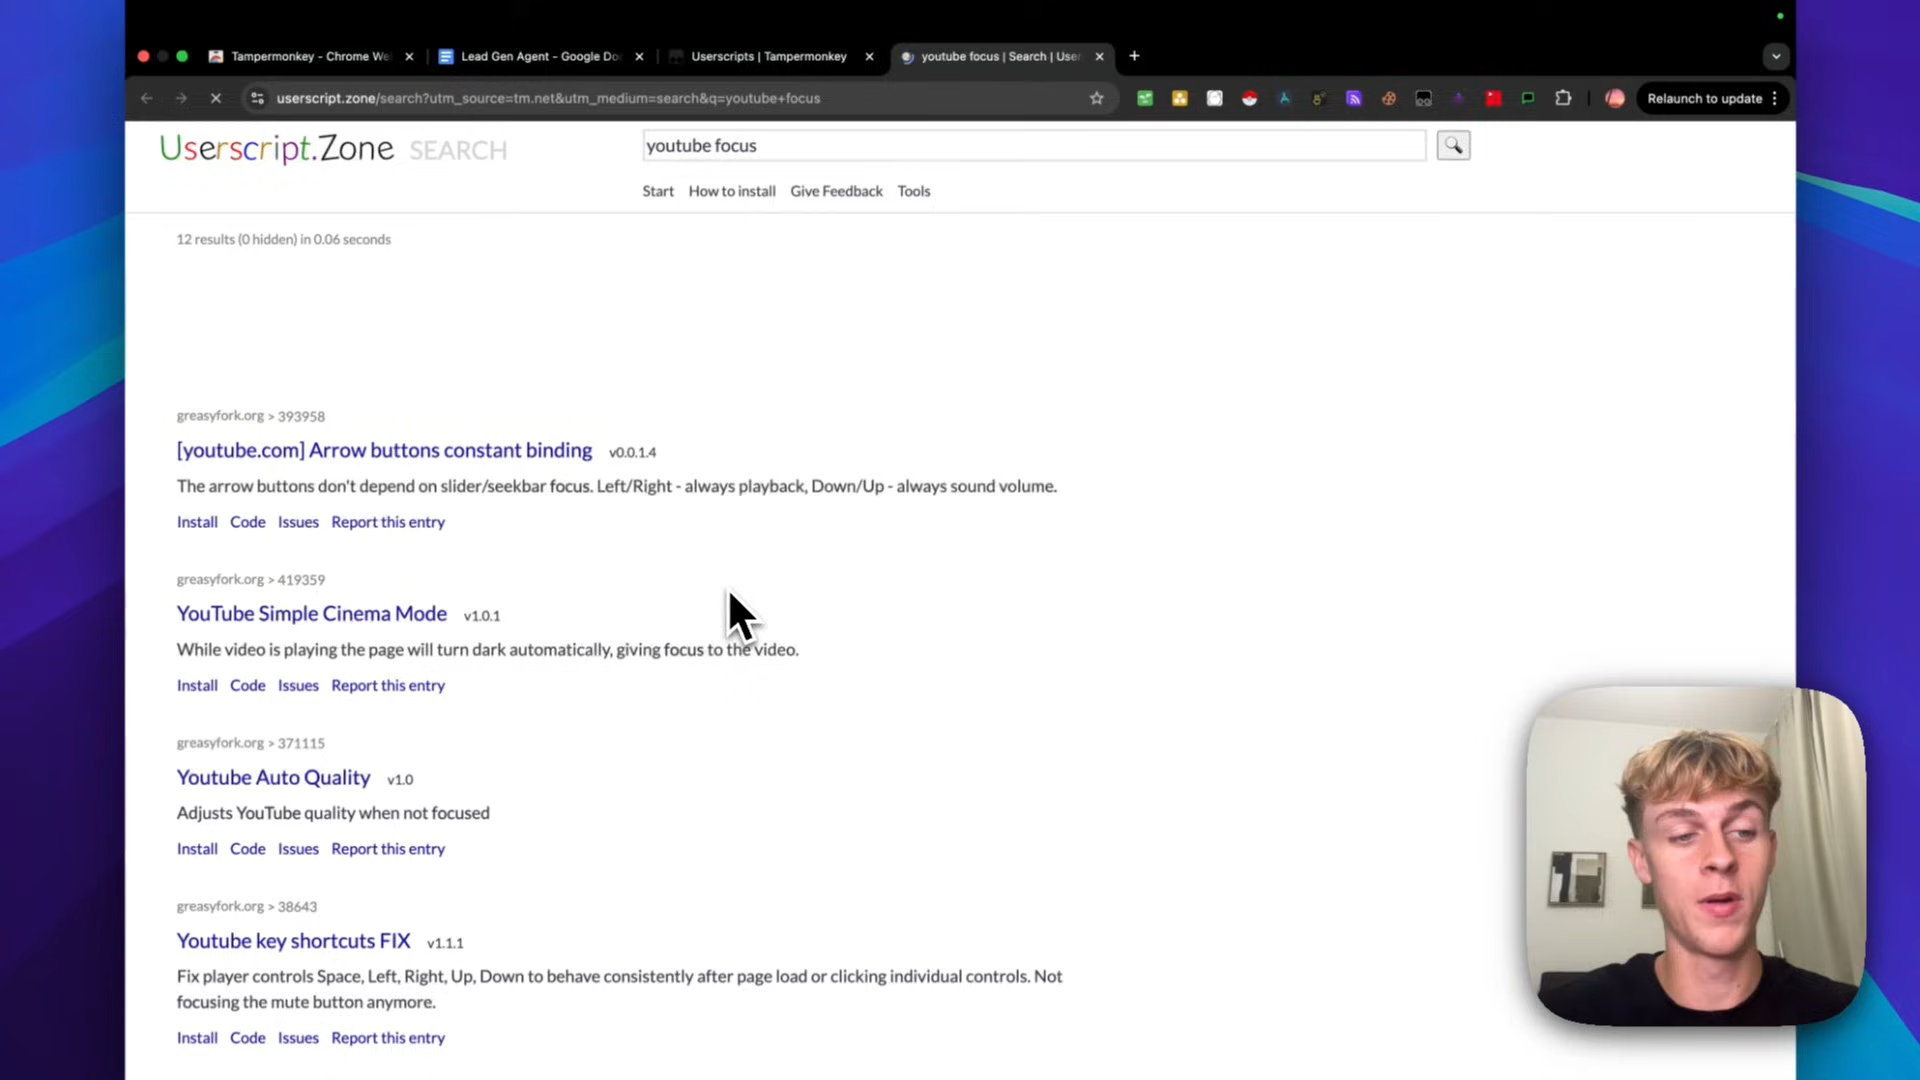 Tampermonkey - Chrome We
Lead Gen Agent - Google Do
Userscripts | Tampermonkey
youtube focus | Search | User
userscript.zone/search?utm_source=tm.net&utm_medium=search&q=youtube+focus
Relaunch to update
Userscript.Zone SEARCH
youtube focus
Start How to install Give Feedback Tools
12 results (0 hidden) in 0.06 seconds
greasyfork.org > 393958
[youtube.com] Arrow buttons constant binding v0.0.1.4
The arrow buttons don't depend on slider/seekbar focus. Left/Right - always playback, Down/Up - always sound volume.
Install Code Issues Report this entry
greasyfork.org > 419359
YouTube Simple Cinema Mode v1.0.1
While video is playing the page will turn dark automatically, giving focus to the video.
Install Code Issues Report this entry
greasyfork.org > 371115
Youtube Auto Quality v1.0
Adjusts YouTube quality when not focused
Install Code Issues Report this entry
greasyfork.org > 38643
Youtube key shortcuts FIX v1.1.1
Fix player controls Space, Left, Right, Up, Down to behave consistently after page load or clicking individual controls. Not
focusing the mute button anymore.
Install Code Issues Report this entry